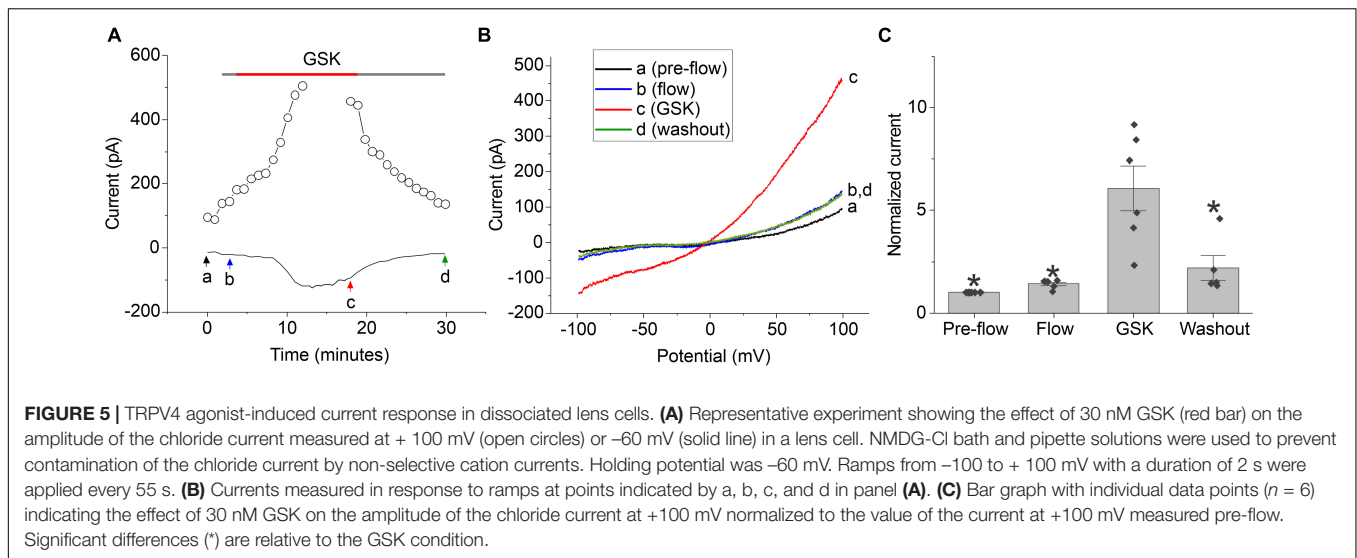 A
GSK
600
400
200
0
-200
Current (pA)
a
b
c
d
0
10
20
30
Time (minutes)
B
a (pre-flow)
b (flow)
c (GSK)
d (washout)
500
450
400
350
300
250
200
150
100
50
0
-50
-100
-150
-200
Current (pA)
c
b,d
a
-100
-50
0
50
100
Potential (mV)
C
10
5
0
Normalized current
*
*
*
Pre-flow
Flow
GSK
Washout
FIGURE 5 | TRPV4 agonist-induced current response in dissociated lens cells. (A) Representative experiment showing the effect of 30 nM GSK (red bar) on the
amplitude of the chloride current measured at + 100 mV (open circles) or –60 mV (solid line) in a lens cell. NMDG-Cl bath and pipette solutions were used to prevent
contamination of the chloride current by non-selective cation currents. Holding potential was –60 mV. Ramps from –100 to + 100 mV with a duration of 2 s were
applied every 55 s. (B) Currents measured in response to ramps at points indicated by a, b, c, and d in panel (A). (C) Bar graph with individual data points (n = 6)
indicating the effect of 30 nM GSK on the amplitude of the chloride current at +100 mV normalized to the value of the current at +100 mV measured pre-flow.
Significant differences (*) are relative to the GSK condition.